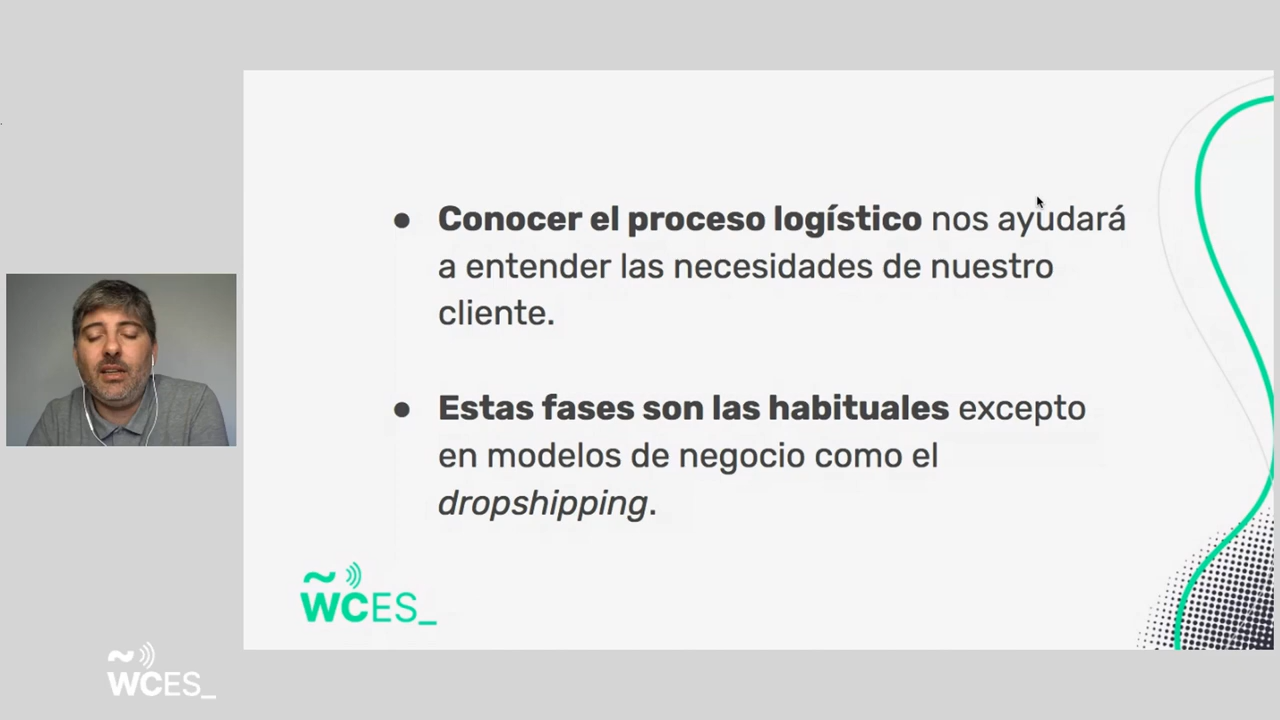 ● Conocer el proceso logístico nos ayudará
a entender las necesidades de nuestro
cliente.
● Estas fases son las habituales excepto
en modelos de negocio como el
dropshipping.
~
WCES_
~
WCES_